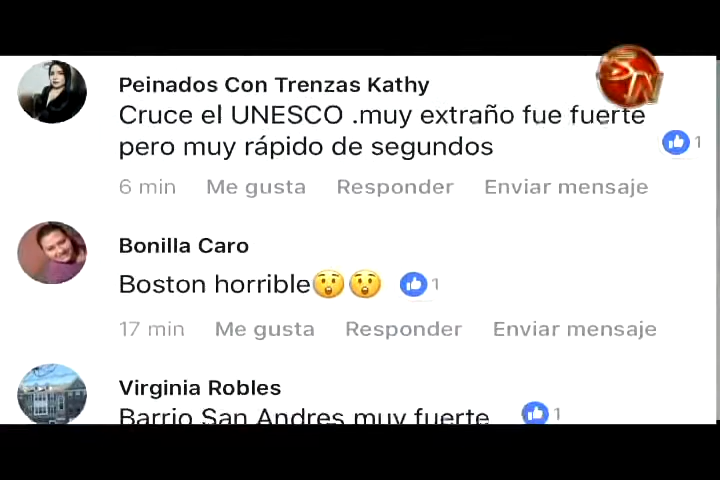 SN
Peinados Con Trenzas Kathy
Cruce el UNESCO .muy extraño fue fuerte
pero muy rápido de segundos
1
6 min Me gusta Responder Enviar mensaje
Bonilla Caro
Boston horrible😲😲 1
17 min Me gusta Responder Enviar mensaje
Virginia Robles
Barrio San Andres muy fuerte 1